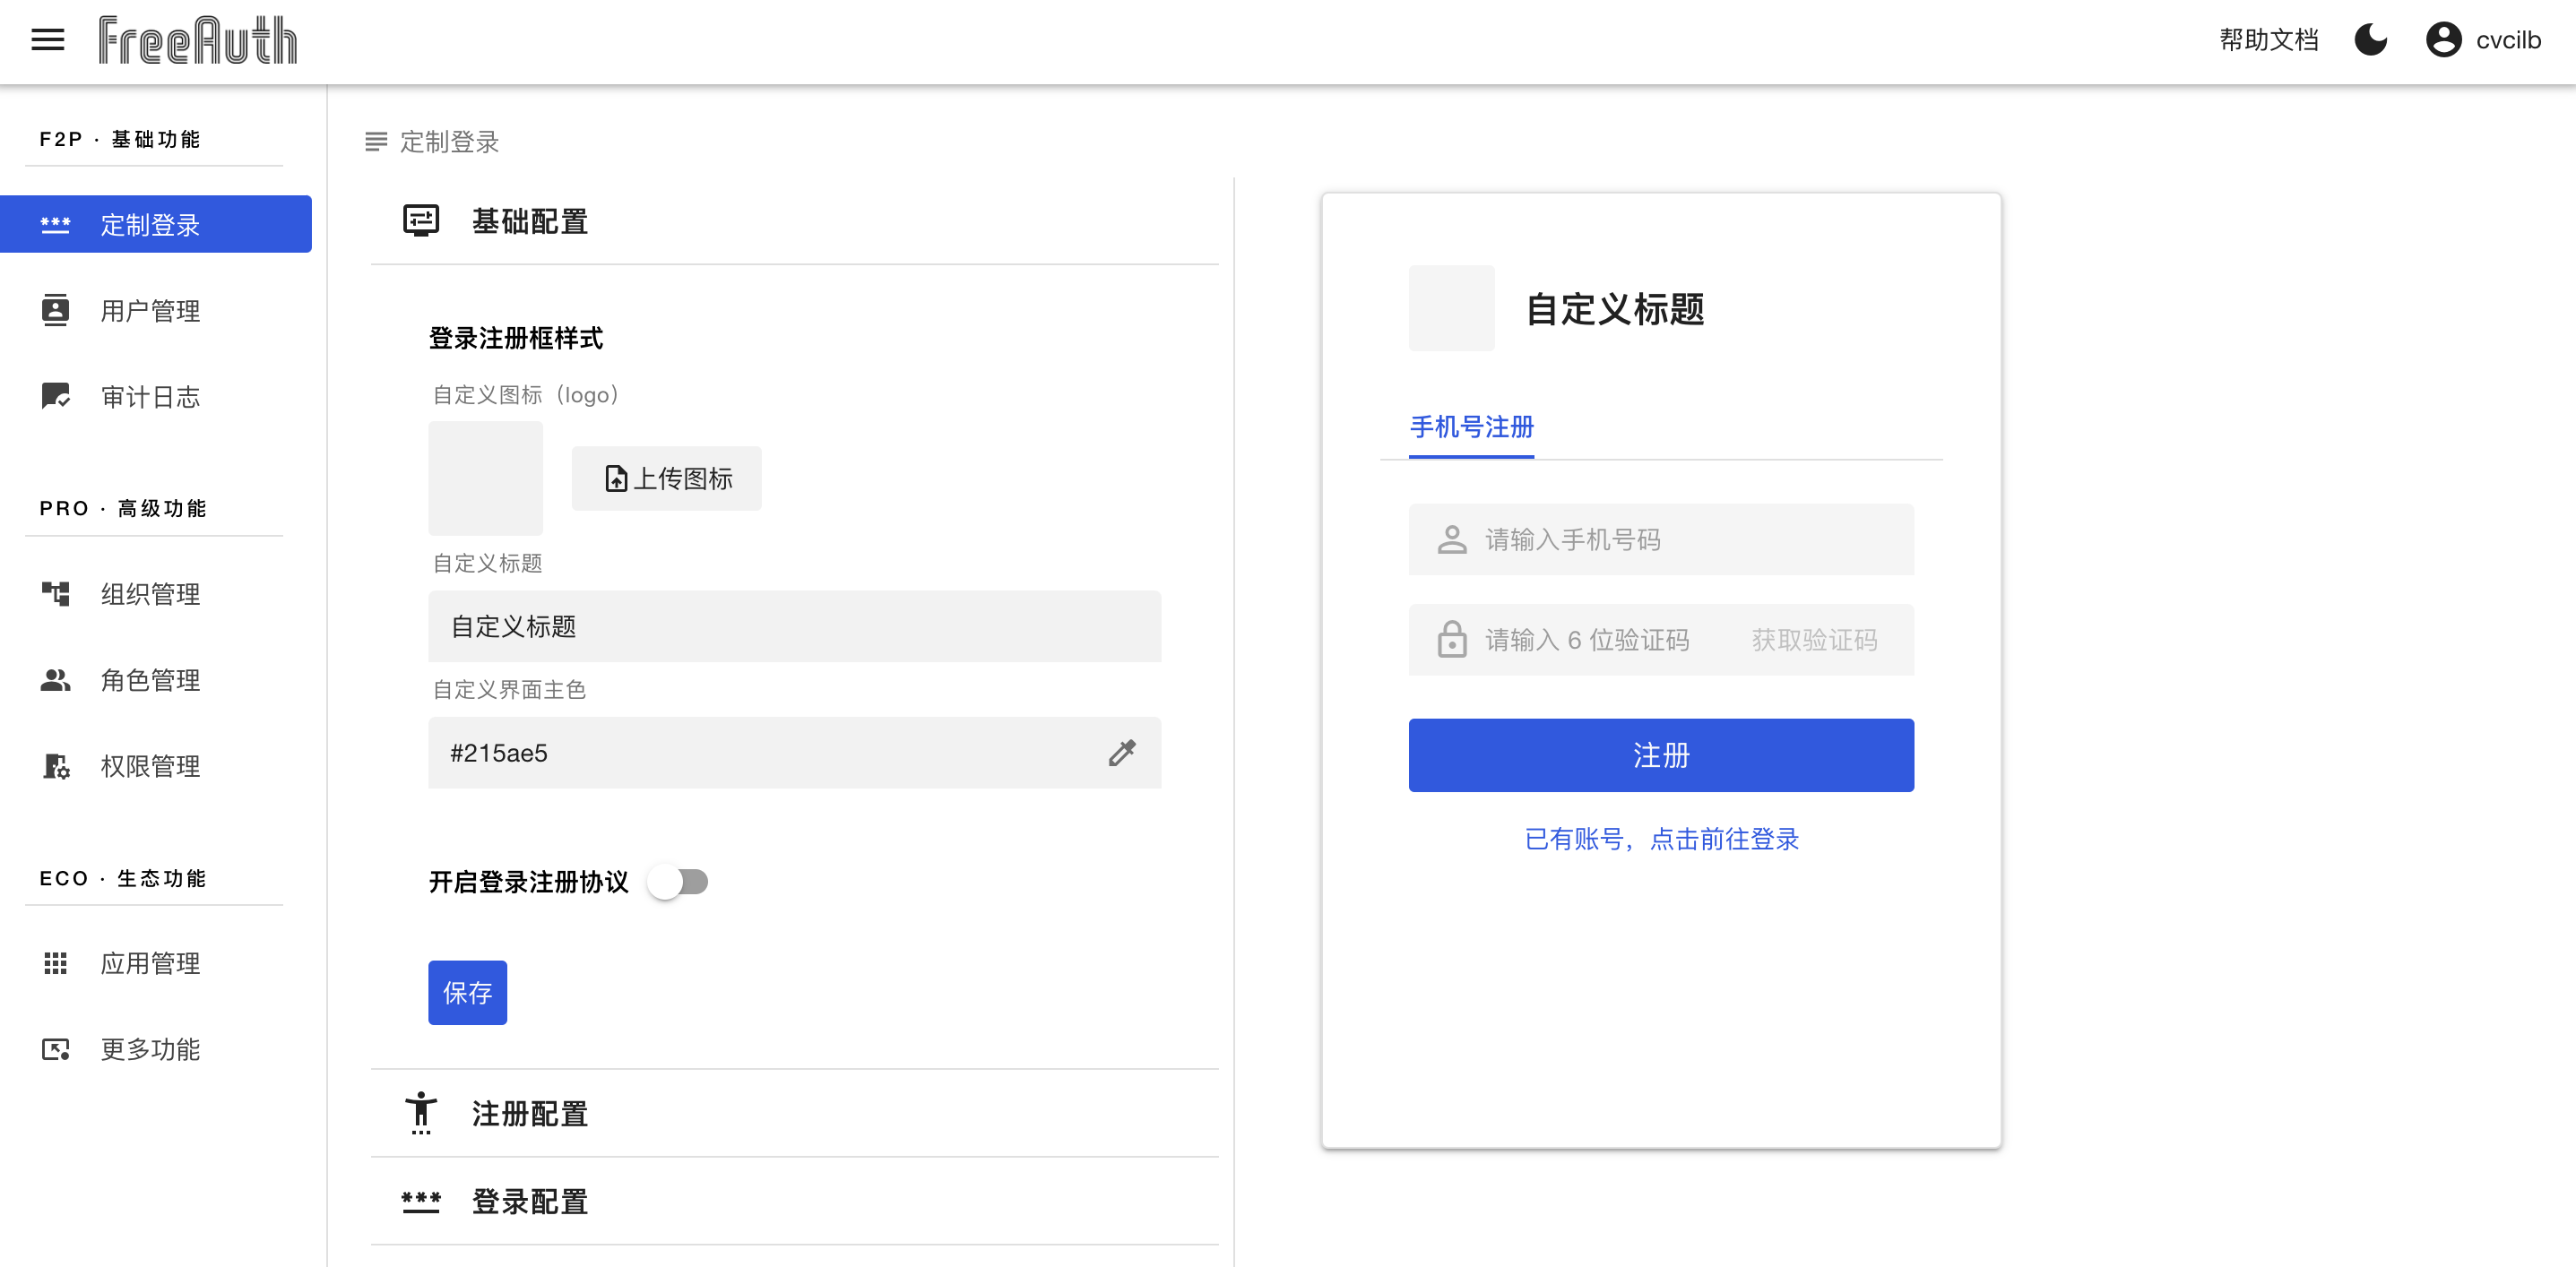 FreeAuth
帮助文档
cvcilb
F2P · 基础功能
定制登录
用户管理
审计日志
PRO · 高级功能
组织管理
角色管理
权限管理
ECO · 生态功能
应用管理
更多功能
定制登录
基础配置
登录注册框样式
自定义图标（logo）
上传图标
自定义标题
自定义标题
自定义界面主色
#215ae5
开启登录注册协议
保存
注册配置
登录配置
自定义标题
手机号注册
请输入手机号码
请输入 6 位验证码 获取验证码
注册
已有账号，点击前往登录